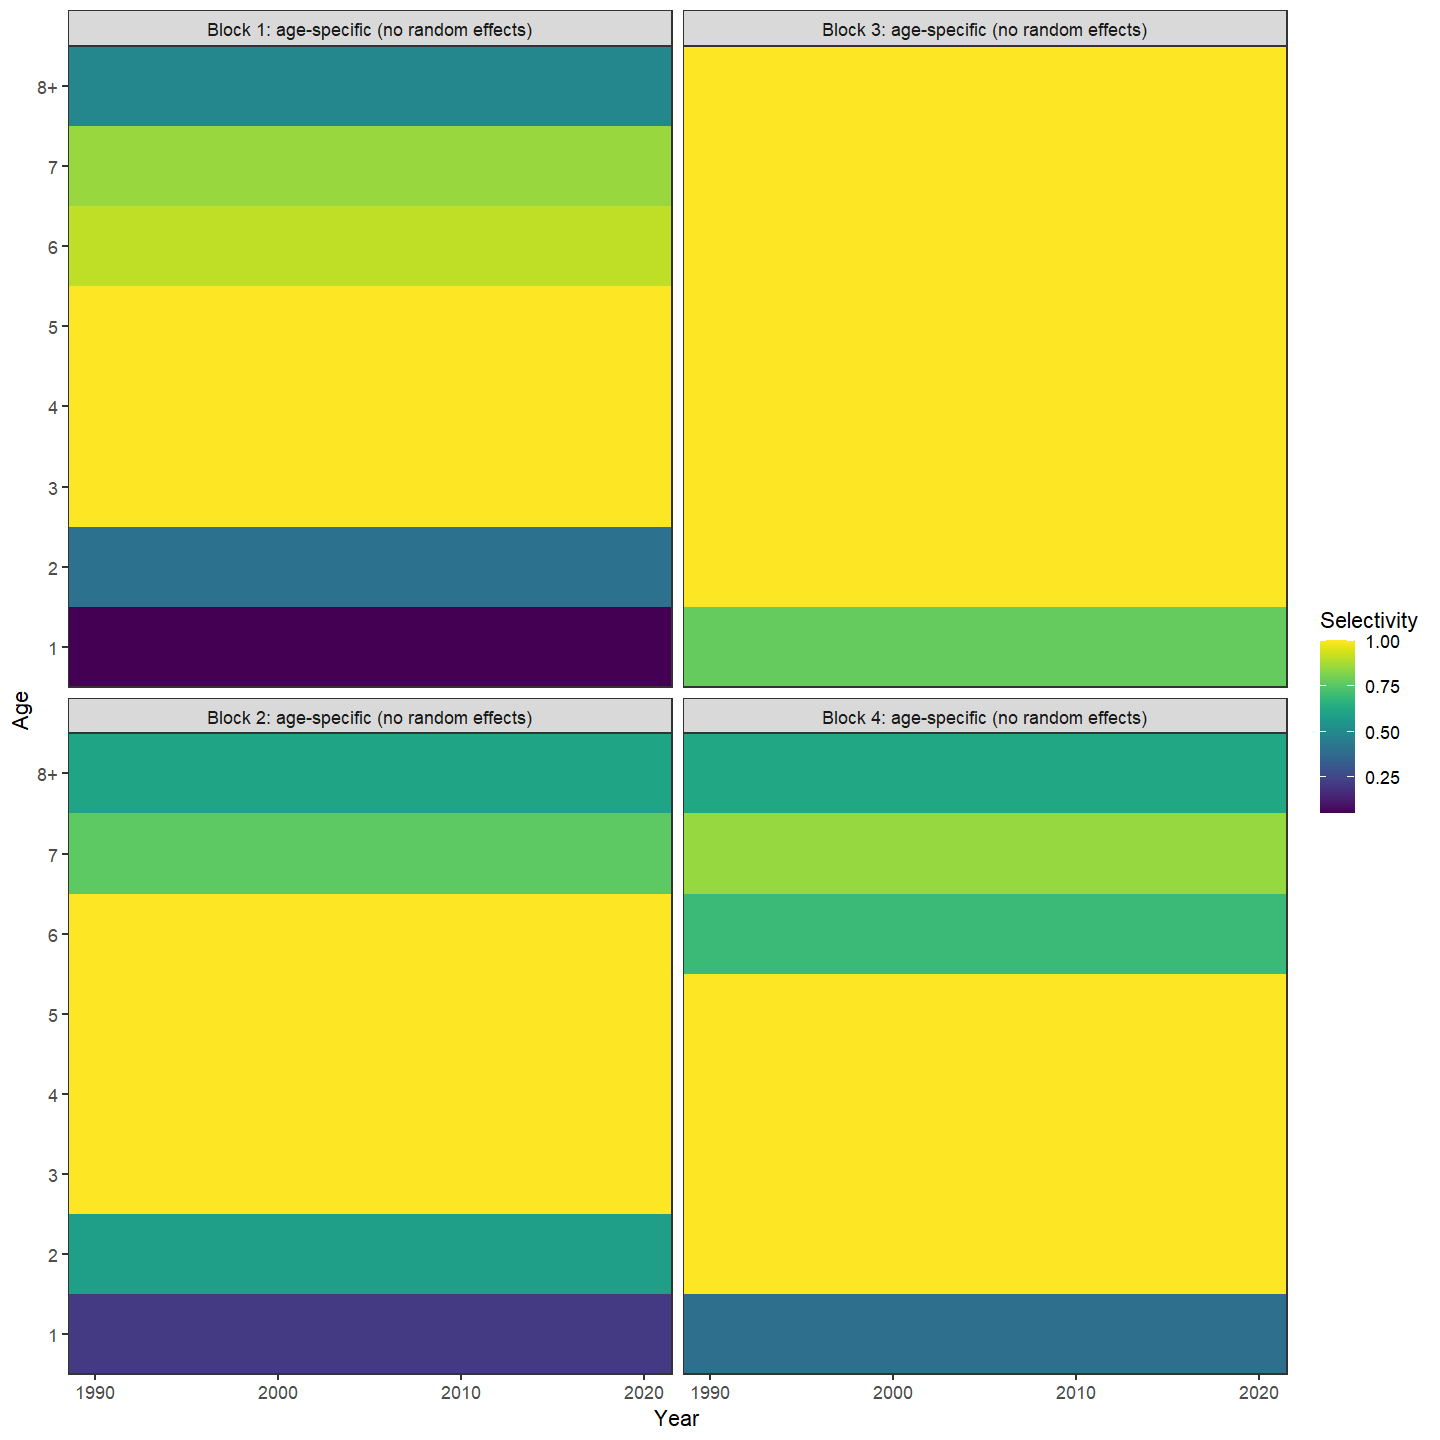 Block 1: age-specific (no random effects)
Block 3: age-specific (no random effects)
8+
7
6
5
4
3
2
1
Block 2: age-specific (no random effects)
Block 4: age-specific (no random effects)
8+
7
6
5
4
3
2
1
Age
1990 2000 2010 2020
1990 2000 2010 2020
Year
Selectivity
1.00
0.75
0.50
0.25